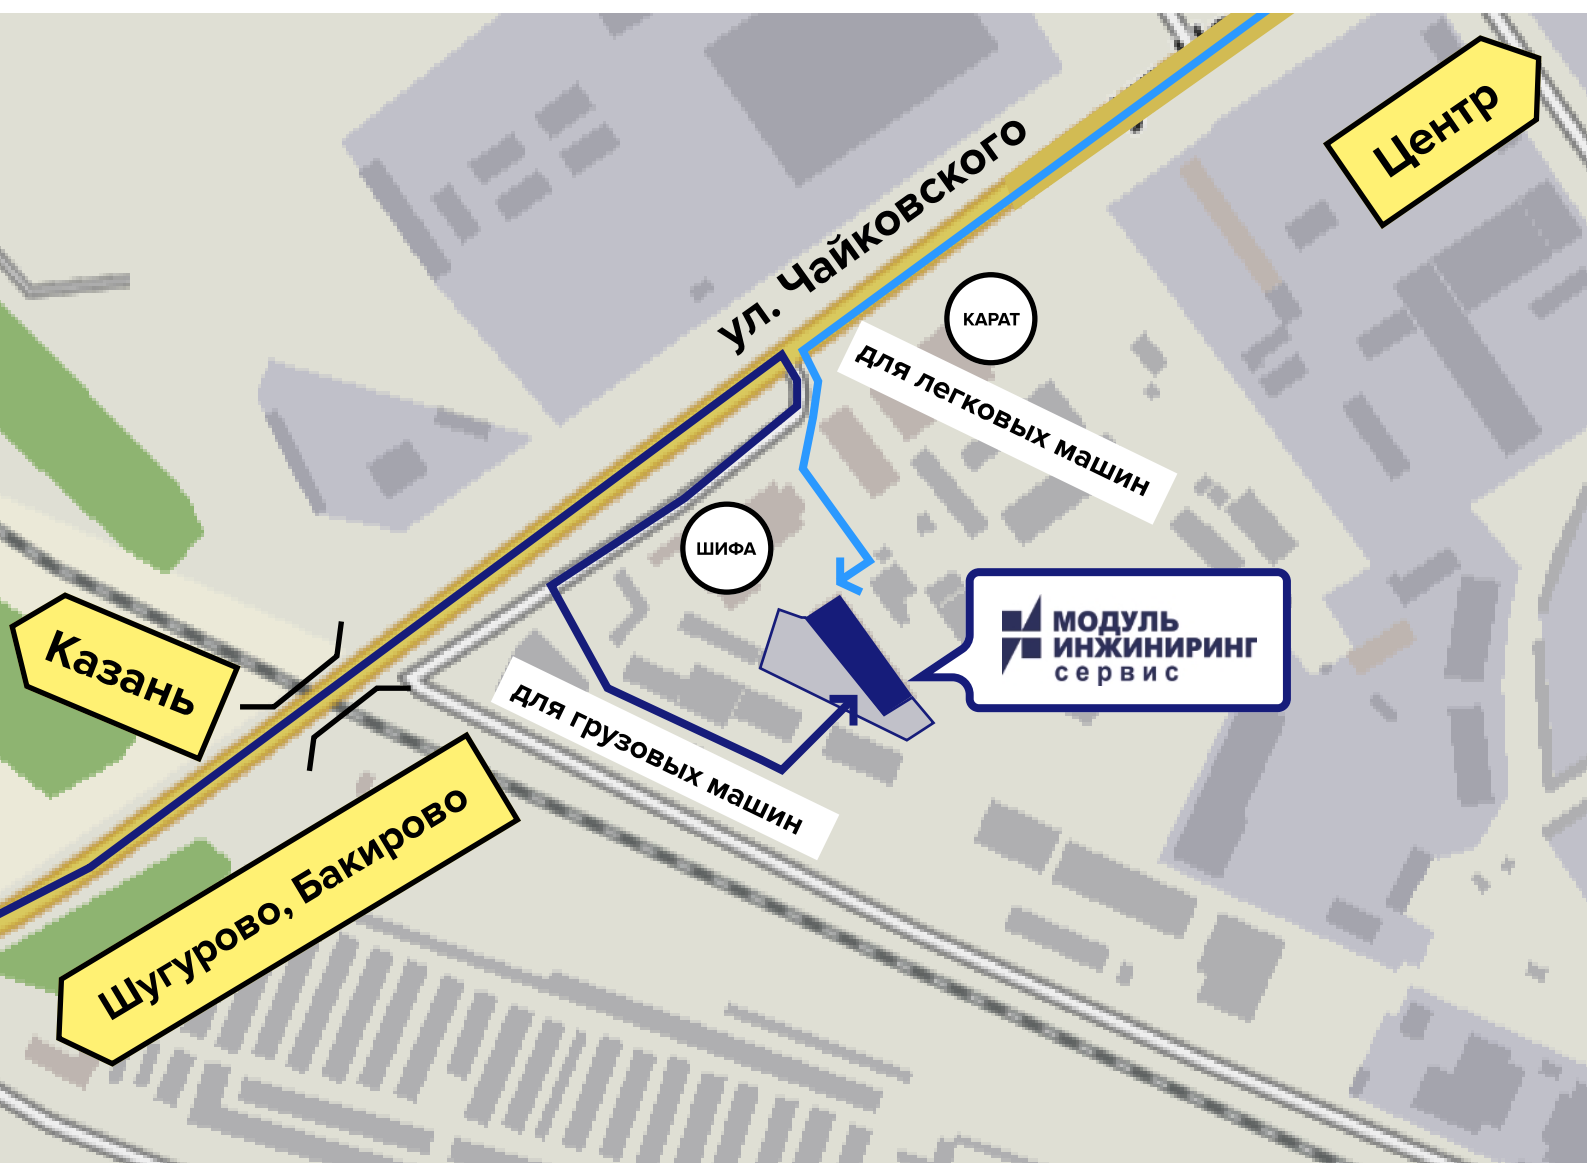 Центр
ул. Чайковского
КАРАТ
для легковых машин
ШИФА
МОДУЛЬ
ИНЖИНИРИНГ
сервис
Казань
для грузовых машин
Шугурово, Бакирово